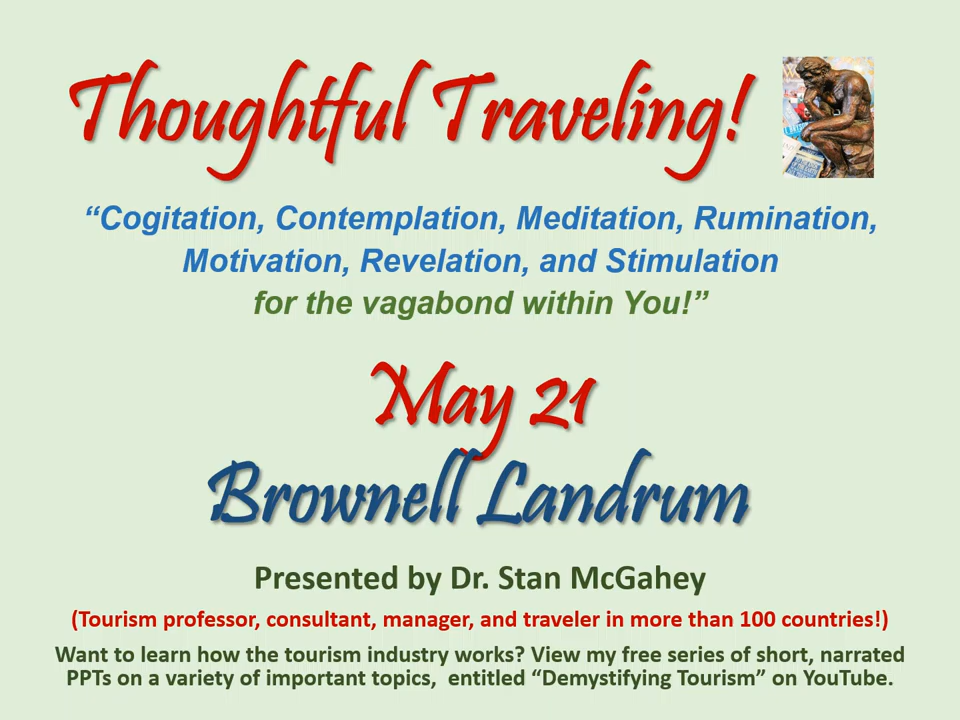 Thoughtful Traveling!
“Cogitation, Contemplation, Meditation, Rumination,
Motivation, Revelation, and Stimulation
for the vagabond within You!”
May 21
Brownell Landrum
Presented by Dr. Stan McGahey
(Tourism professor, consultant, manager, and traveler in more than 100 countries!)
Want to learn how the tourism industry works? View my free series of short, narrated
PPTs on a variety of important topics,  entitled “Demystifying Tourism” on YouTube.